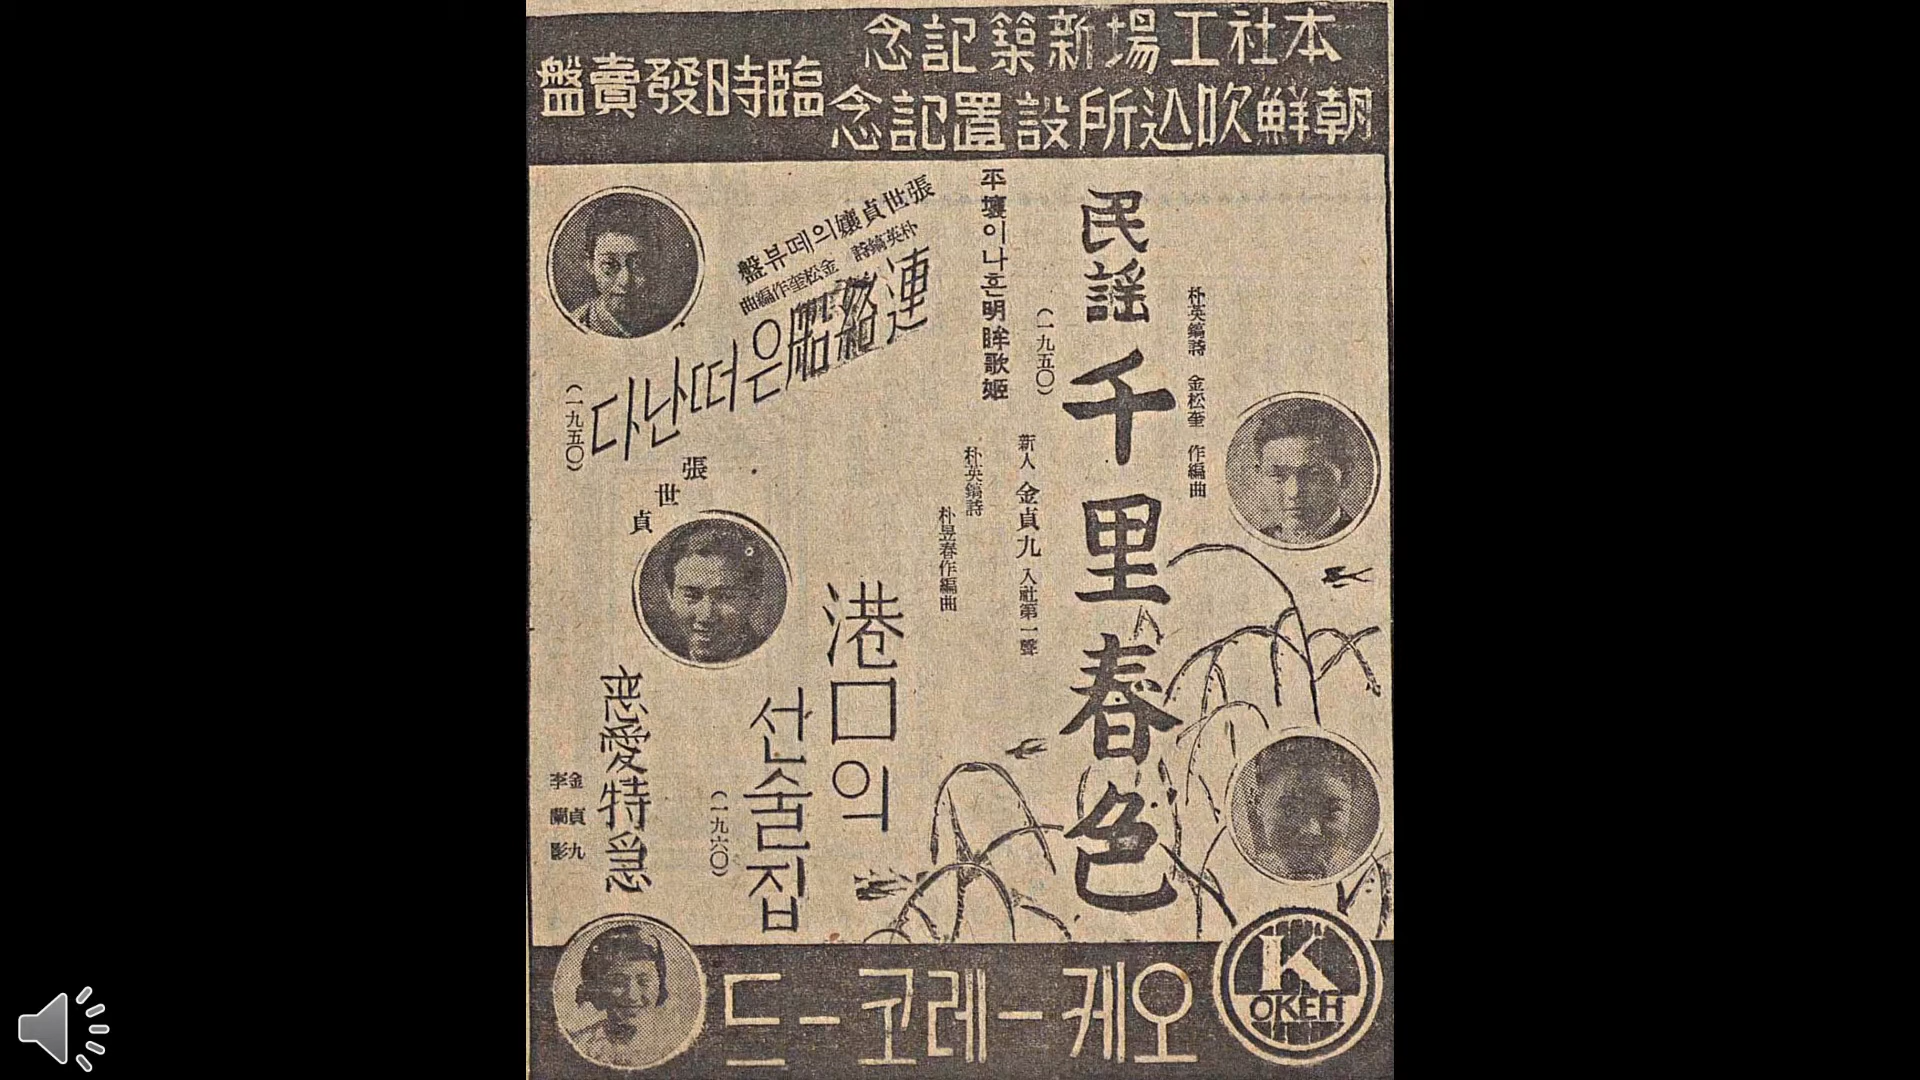 本社工場新築記念
朝鮮吹込所設置記念
臨時發賣盤
朴英鎬詩 金松奎 作編曲
民謠 千里春色
(一九五〇)
新人 金貞九 入社第一聲
平壤이나흔明眸歌姬
張世貞孃의데뷰盤
朴英鎬詩 金松奎作編曲
連絡船은떠난다
(一九五〇)
張世貞
朴英鎬詩
朴是春作編曲
港口의
선술집
(一九六〇)
恋愛特急
金貞九
李蘭影
오케ー레코ー드
K
OKEH